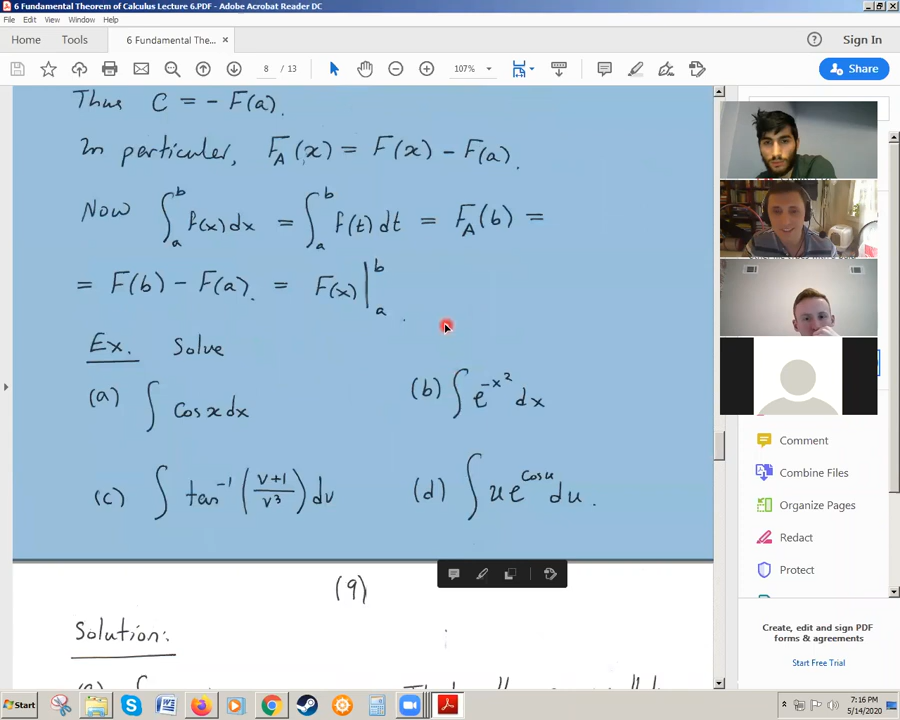 6 Fundamental Theorem of Calculus Lecture 6.PDF - Adobe Acrobat Reader DC
File Edit View Window Help
Home Tools 6 Fundamental The... × Sign In
8 / 13 107% Share
Thus C = - F(a).
In particular, F_A(x) = F(x) - F(a).
Now ∫_a^b f(x)dx = ∫_a^b f(t)dt = F_A(b) =
= F(b) - F(a). = F(x)|_a^b .
Ex. Solve
(a) ∫ cos x dx (b) ∫ e^{-x^2} dx
(c) ∫ tan^{-1} ((v+1)/v^3) dv (d) ∫ u e^{cos u} du .
(9)
Solution:
Comment
Combine Files
Organize Pages
Redact
Protect
Create, edit and sign PDF
forms & agreements
Start Free Trial
Start
7:16 PM
5/14/2020